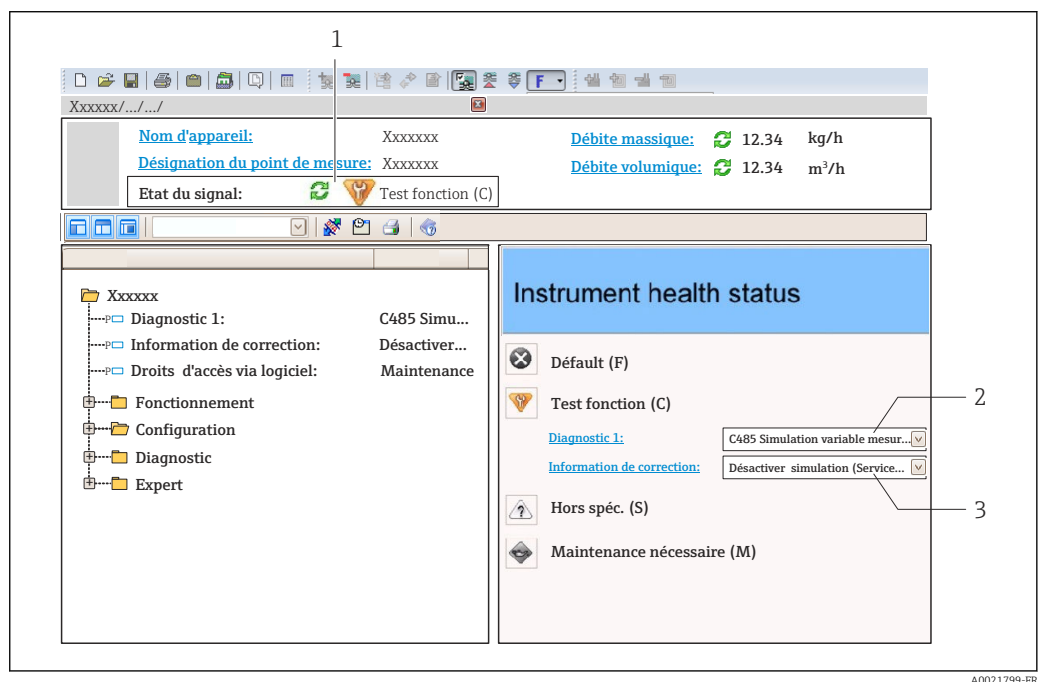 1
F
Xxxxxx/.../.../
Nom d'appareil: Xxxxxxx Débite massique: 12.34 kg/h
Désignation du point de mesure: Xxxxxxx Débite volumique: 12.34 m³/h
Etat du signal: Test fonction (C)
Xxxxxx
P Diagnostic 1: C485 Simu...
P Information de correction: Désactiver...
P Droits d'accès via logiciel: Maintenance
Fonctionnement
Configuration
Diagnostic
Expert
Instrument health status
Défault (F)
Test fonction (C)
2
Diagnostic 1: C485 Simulation variable mesur...
Information de correction: Désactiver simulation (Service...
Hors spéc. (S)
3
Maintenance nécessaire (M)
A0021799-FR